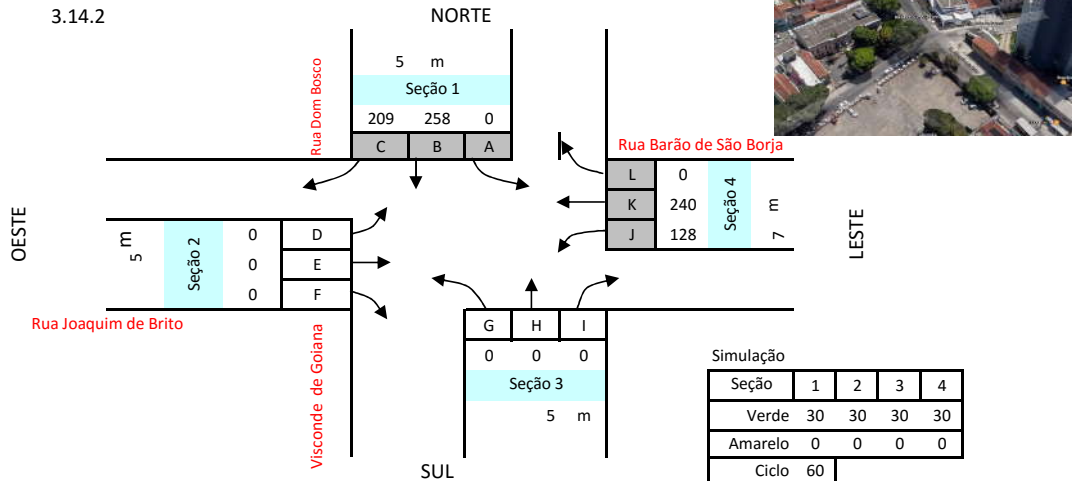 3.14.2
NORTE
Rua Dom Bosco
5 m
Seção 1
209 258 0
C B A
Rua Barão de São Borja
L 0
K 240
J 128
Seção 4
7 m
LESTE
OESTE
5 m
Seção 2
0 D
0 E
0 F
Rua Joaquim de Brito
Visconde de Goiana
G H I
0 0 0
Seção 3
5 m
SUL
Simulação
Seção 1 2 3 4
Verde 30 30 30 30
Amarelo 0 0 0 0
Ciclo 60